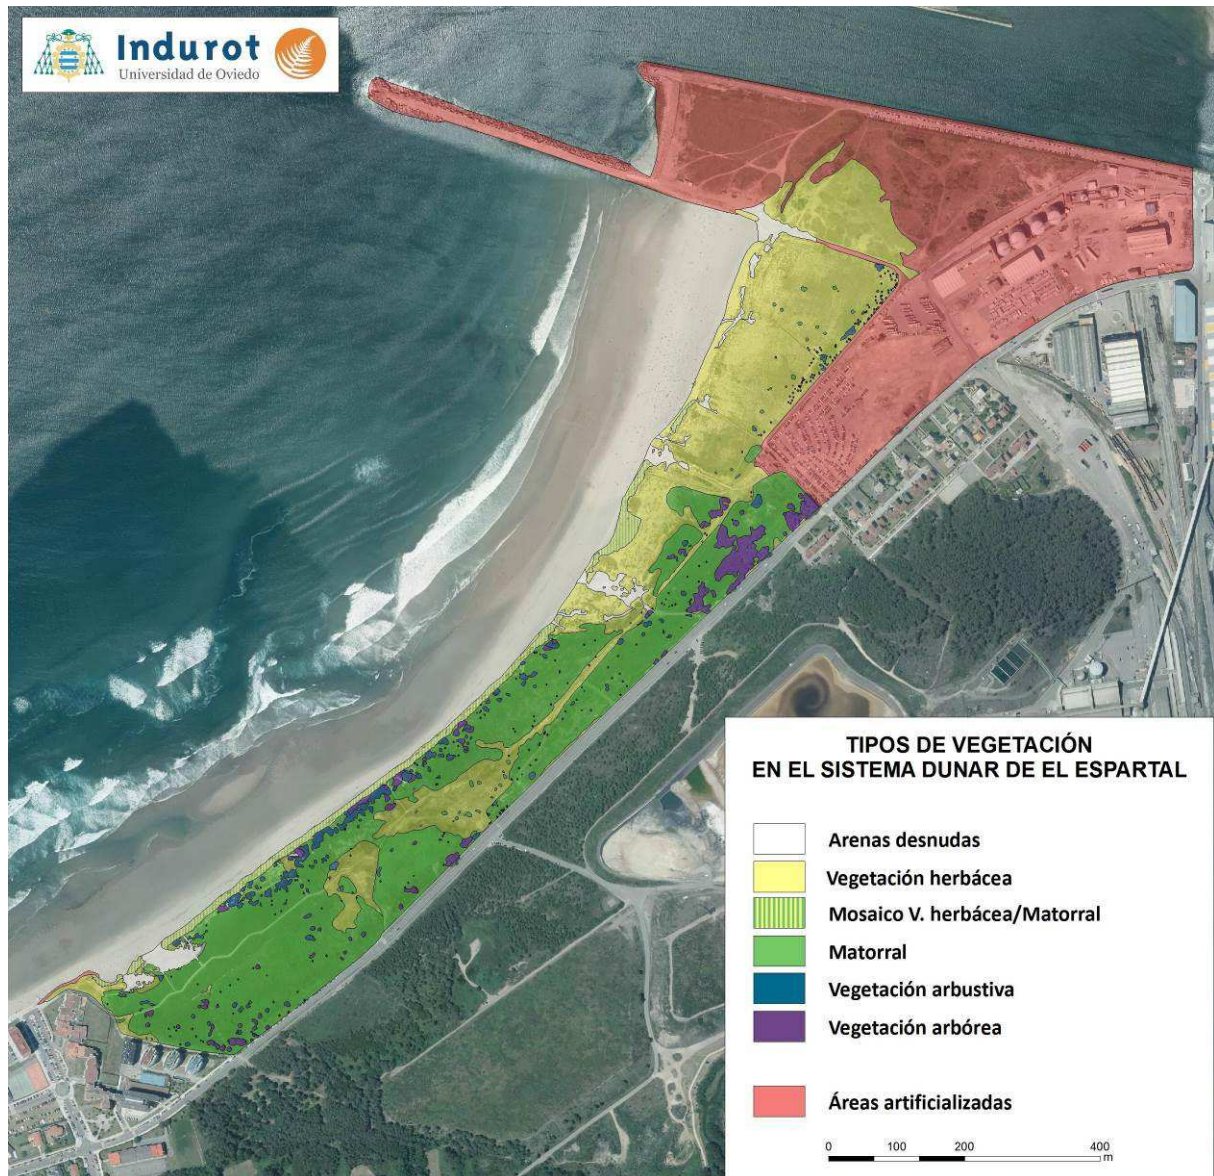 Indurot
Universidad de Oviedo
TIPOS DE VEGETACIÓN
EN EL SISTEMA DUNAR DE EL ESPARTAL
Arenas desnudas
Vegetación herbácea
Mosaico V. herbácea/Matorral
Matorral
Vegetación arbustiva
Vegetación arbórea
Áreas artificializadas
0 100 200 400
m